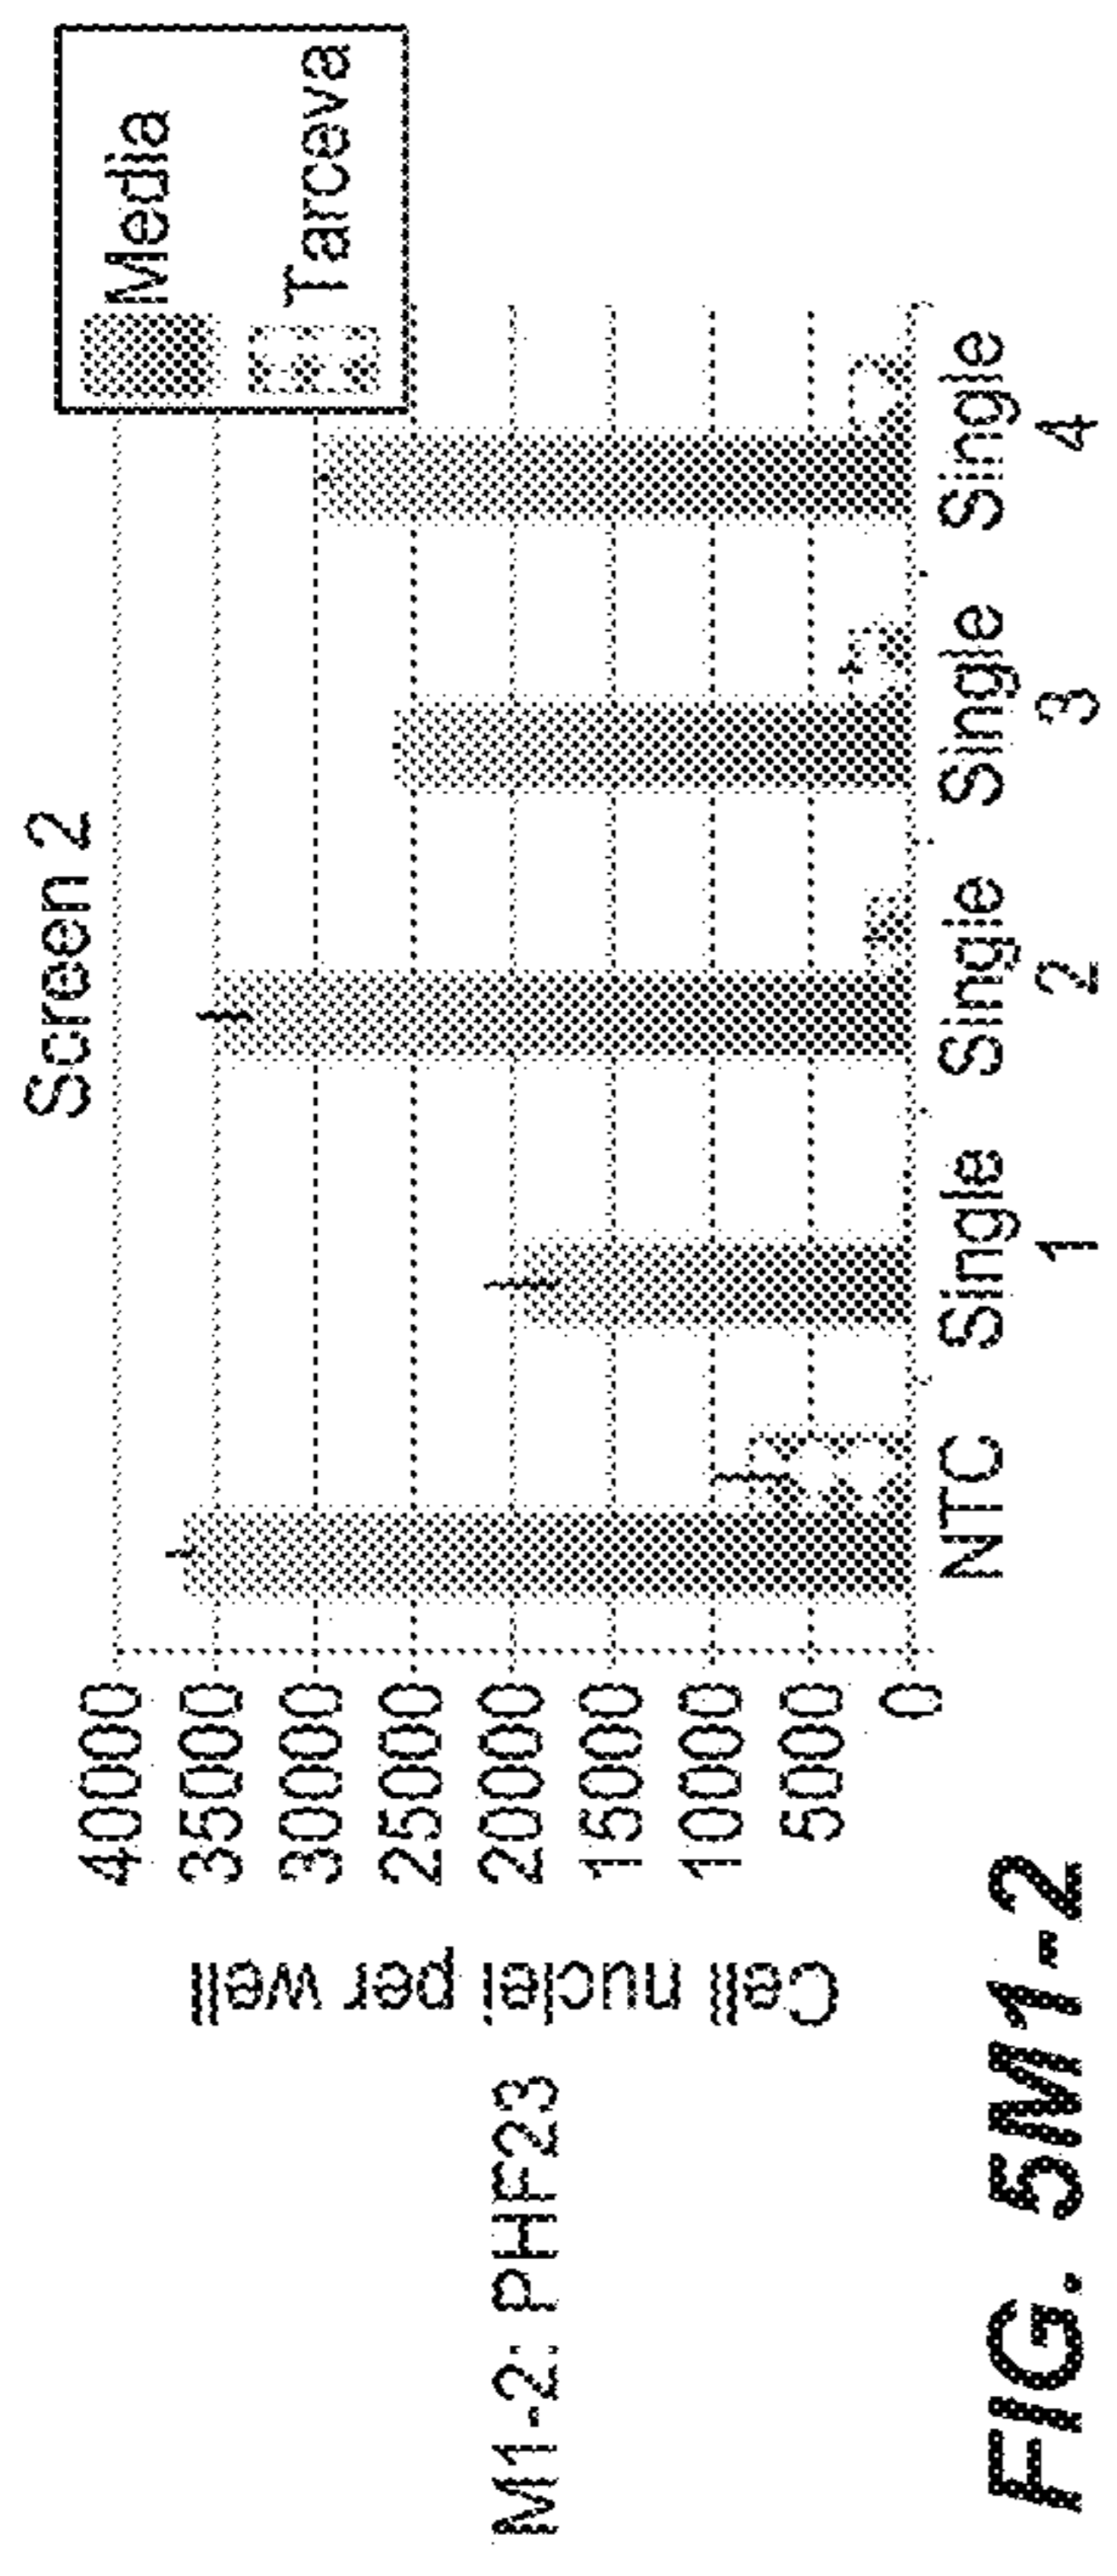 Screen 2
Media
Tarceva
M1-2: PHF23
Cell nuclei per well
40000
35000
30000
25000
20000
15000
10000
5000
0
NTC
Single
1
Single
2
Single
3
Single
4
FIG. 5M1-2